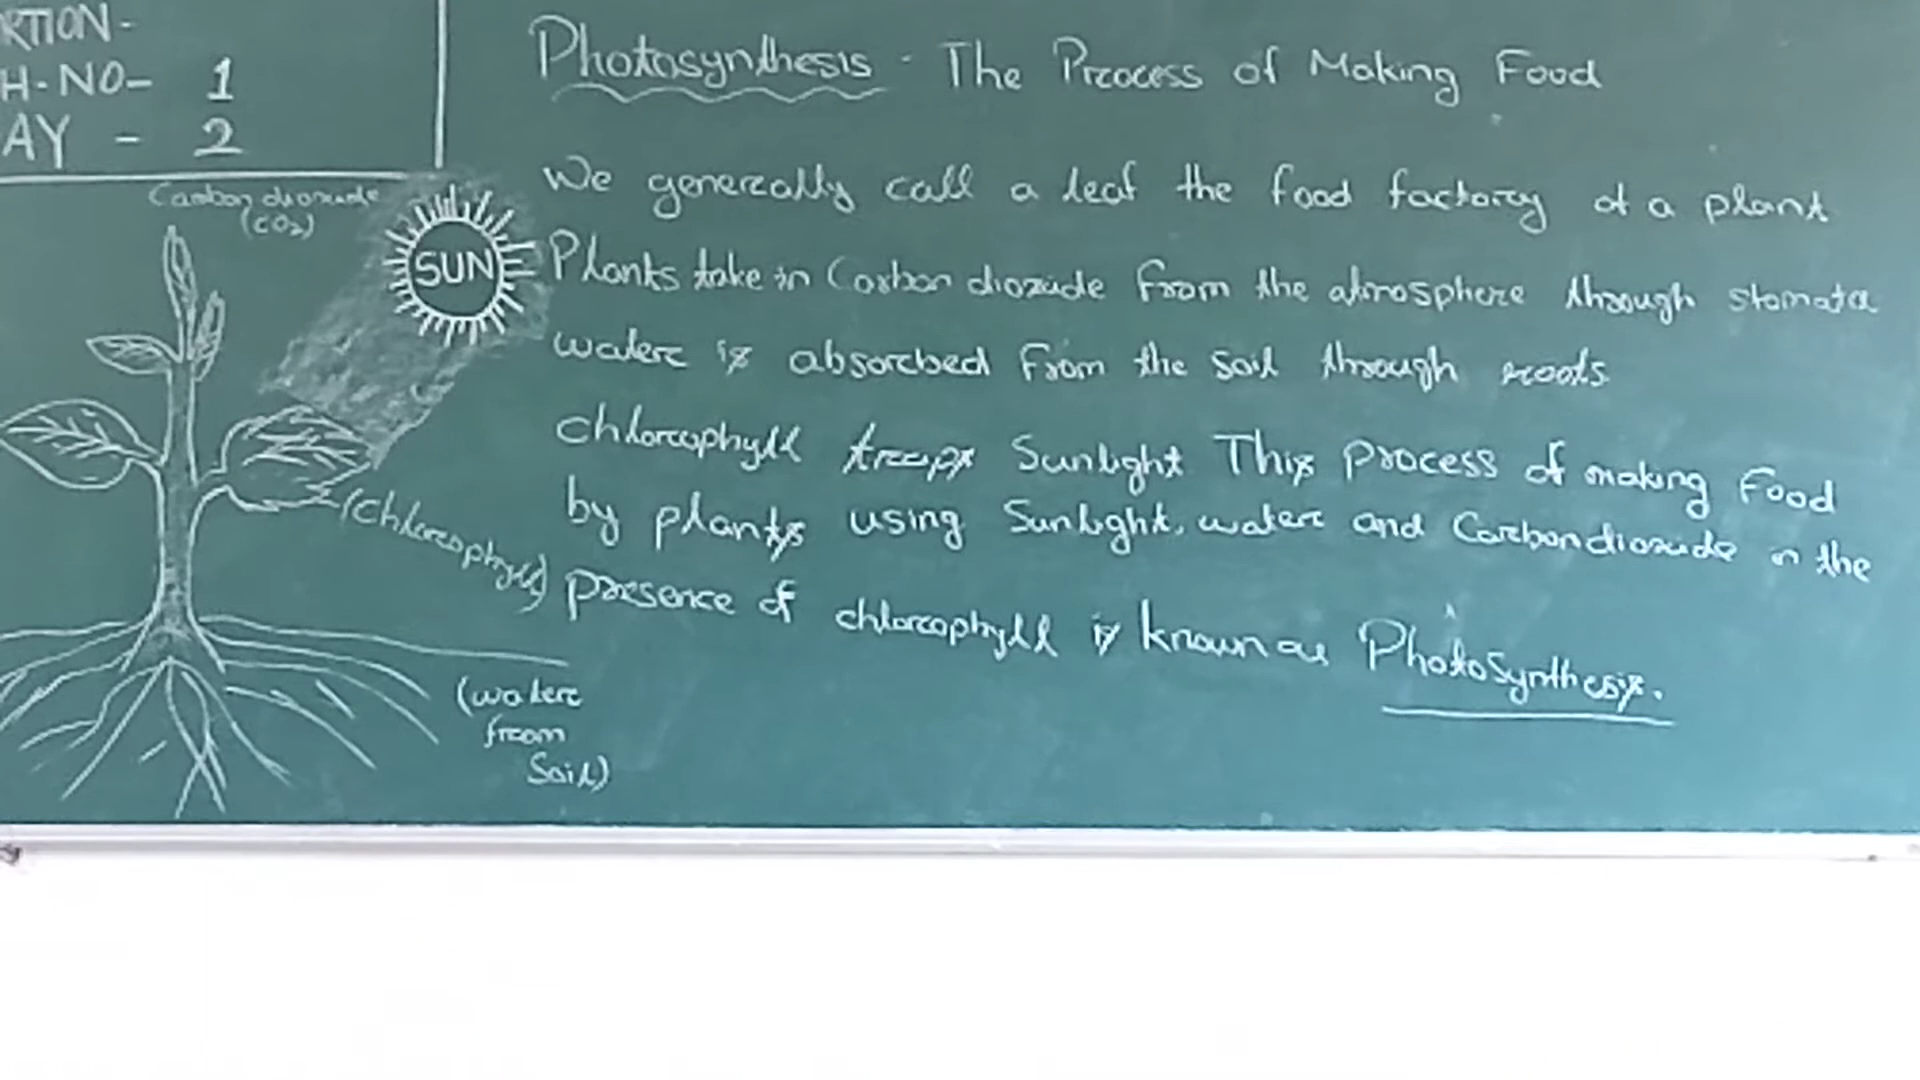 RTION-
H-NO- 1
AY - 2
Carbondioxide
(CO₂)
SUN
(Chlorophyll)
(water
from
Soil)
Photosynthesis - The Process of Making Food
We generally call a leaf the food factory of a plant
Plants take in Carbon dioxide from the atmosphere through stomata
water is absorbed from the soil through roots
chlorophyll traps Sunlight This process of making Food
by plants using Sunlight, water and Carbondioxide in the
presence of chlorophyll is known as Photosynthesis.